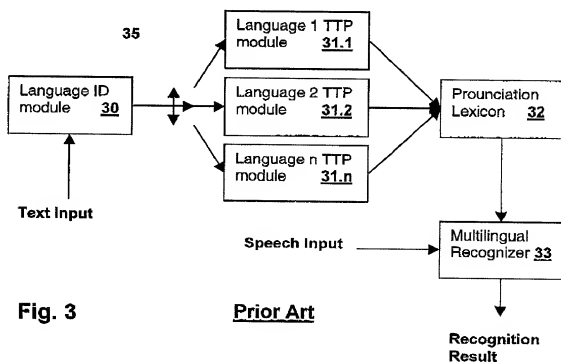 35
Language 1 TTP
module 31.1
Language ID
module 30
Language 2 TTP
module 31.2
Prounciation
Lexicon 32
Language n TTP
module 31.n
Text Input
Speech Input
Multilingual
Recognizer 33
Fig. 3
Prior Art
Recognition
Result